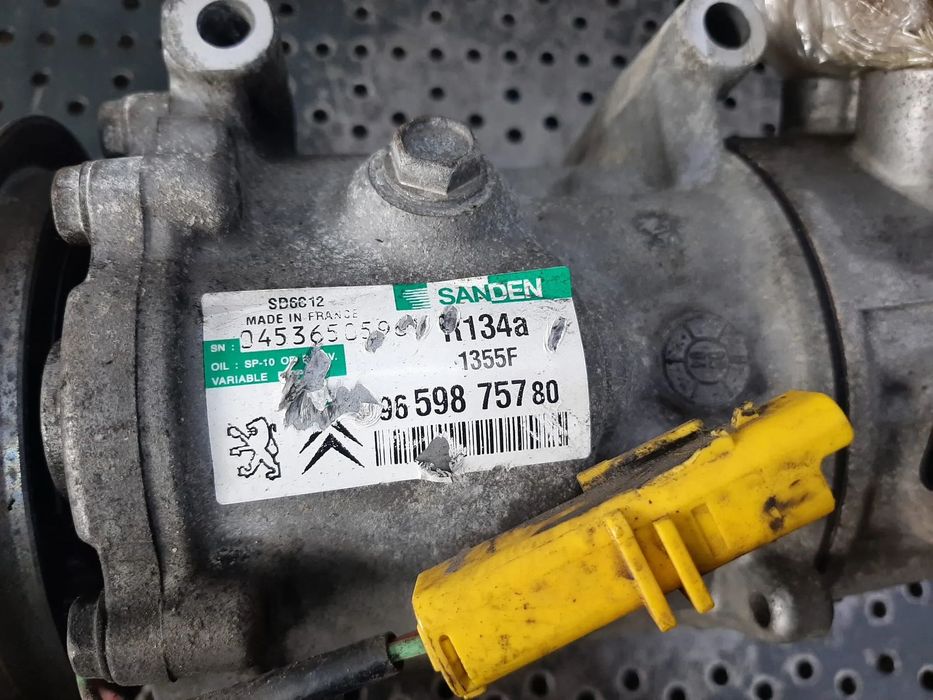 SANDEN
SD6C12
MADE IN FRANCE
R134a
SN :
1355F
OIL : SP-10
VARIABLE
96 598 757 80